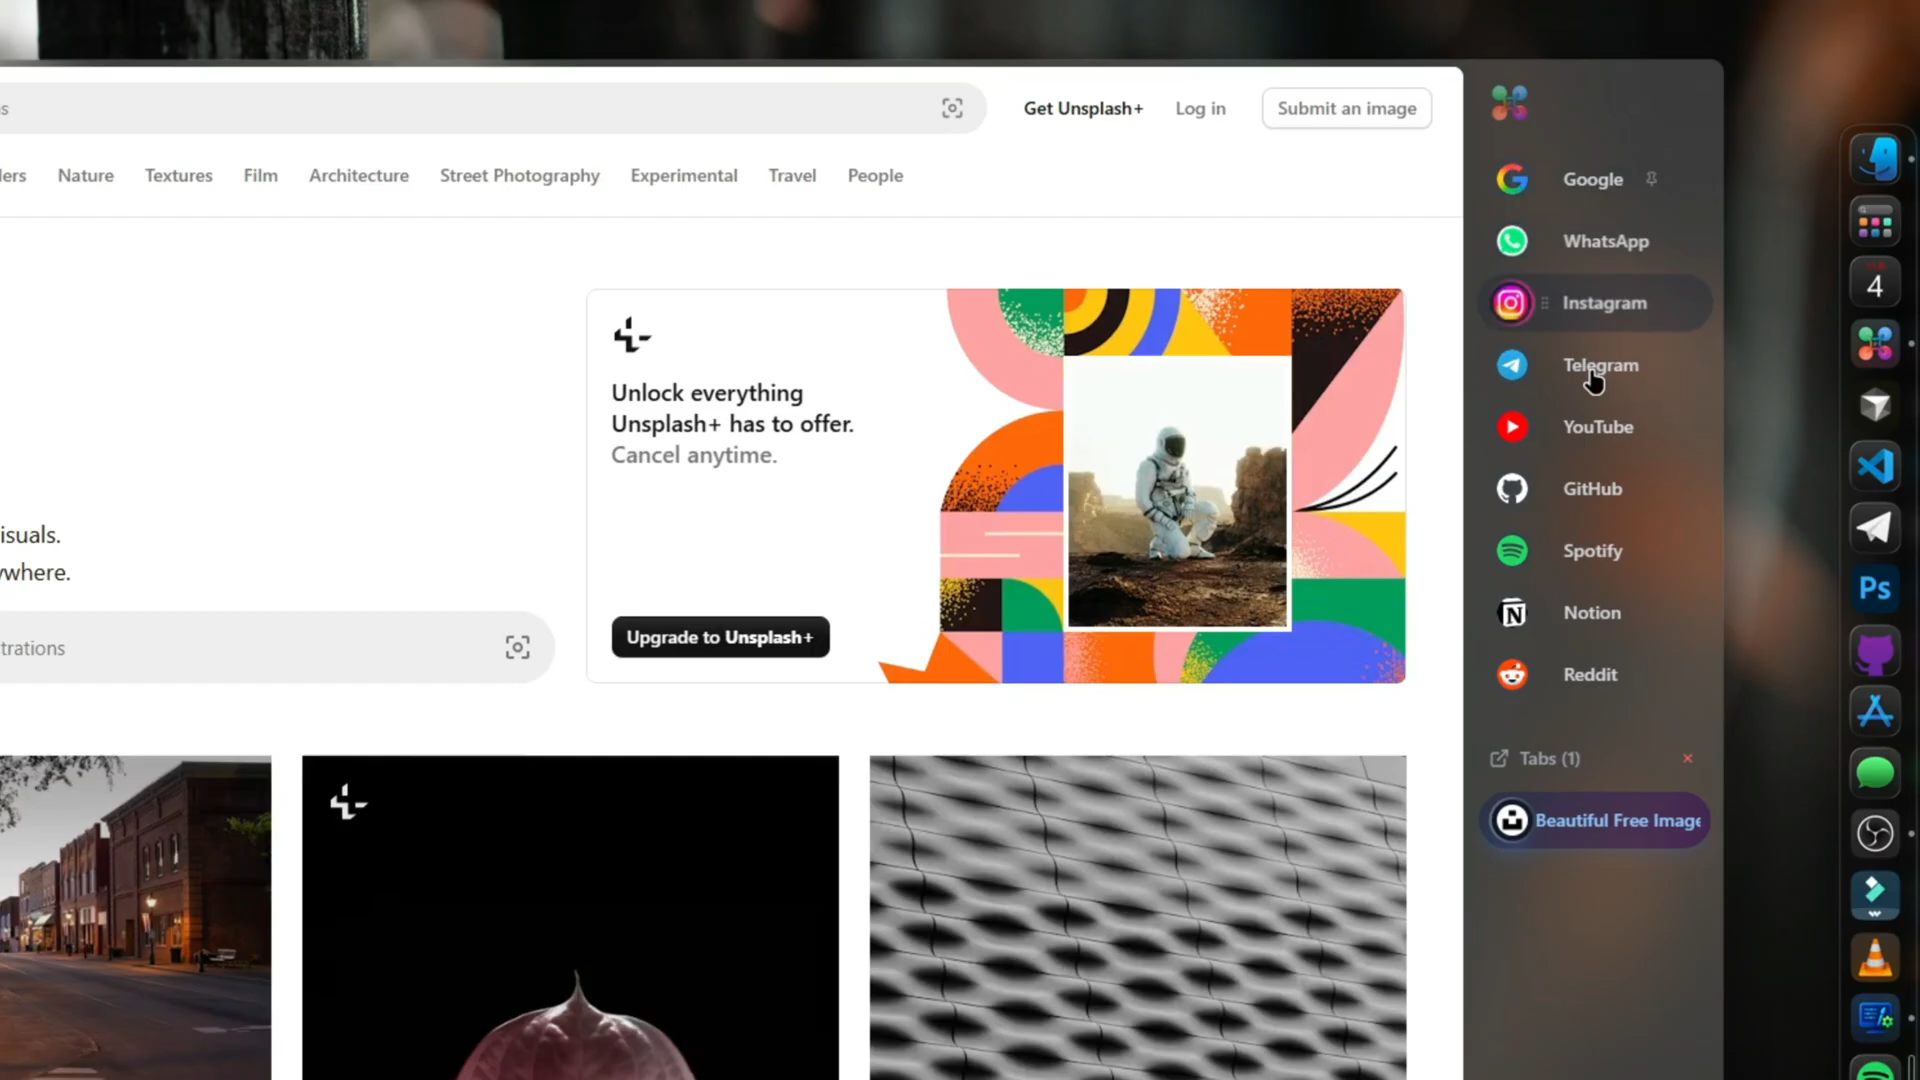 s
Get Unsplash+
Log in
Submit an image
lers
Nature
Textures
Film
Architecture
Street Photography
Experimental
Travel
People
Unlock everything
Unsplash+ has to offer.
Cancel anytime.
Upgrade to Unsplash+
isuals.
ywhere.
trations
Google
WhatsApp
Instagram
Telegram
YouTube
GitHub
Spotify
Notion
Reddit
Tabs (1)
Beautiful Free Image
4
Ps